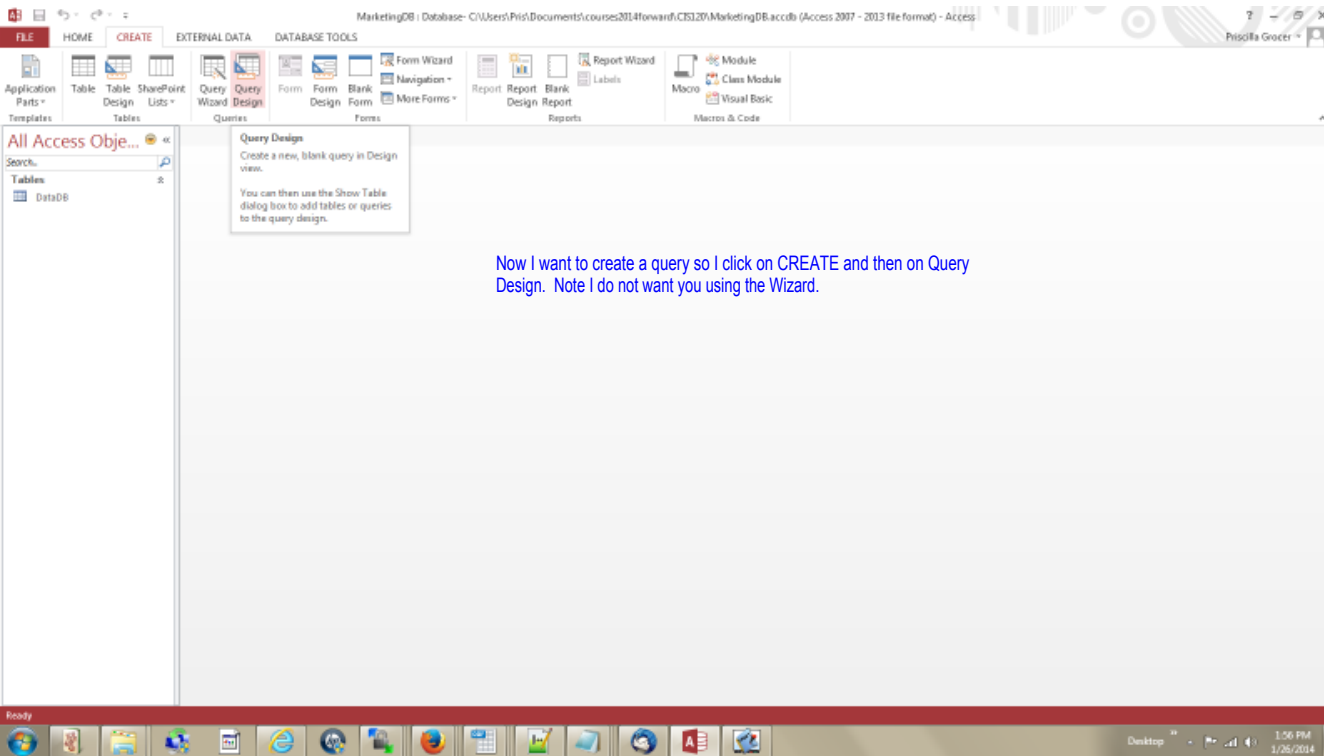 MarketingDB : Database- C:\Users\Pris\Documents\courses2014forward\CIS120\MarketingDB.accdb (Access 2007 - 2013 file format) - Access
?
FILE HOME CREATE EXTERNAL DATA DATABASE TOOLS
Priscilla Grocer
Application Parts
Table
Table Design
SharePoint Lists
Query Wizard
Query Design
Form
Form Design
Blank Form
Form Wizard
Navigation
More Forms
Report
Report Design
Blank Report
Report Wizard
Labels
Macro
Module
Class Module
Visual Basic
Templates Tables Queries Forms Reports Macros & Code
All Access Obje...
Search..
Tables
DataDB
Query Design
Create a new, blank query in Design
view.
You can then use the Show Table
dialog box to add tables or queries
to the query design.
Now I want to create a query so I click on CREATE and then on Query
Design. Note I do not want you using the Wizard.
Ready
Desktop
1:56 PM
1/26/2014